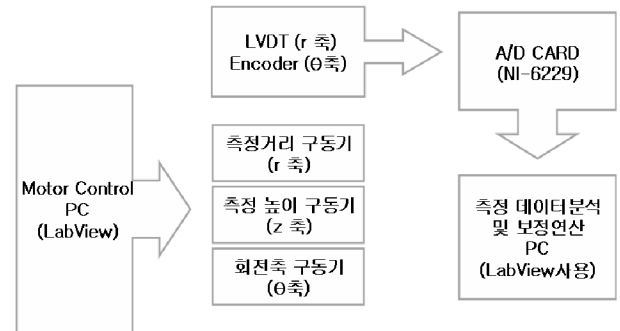 LVDT (r 축)
Encoder (θ축)
A/D CARD
(NI-6229)
Motor Control
PC
(LabView)
측정거리 구동기
(r 축)
측정 높이 구동기
(z 축)
회전축 구동기
(θ축)
측정 데이터분석
및 보정연산
PC
(LabView사용)